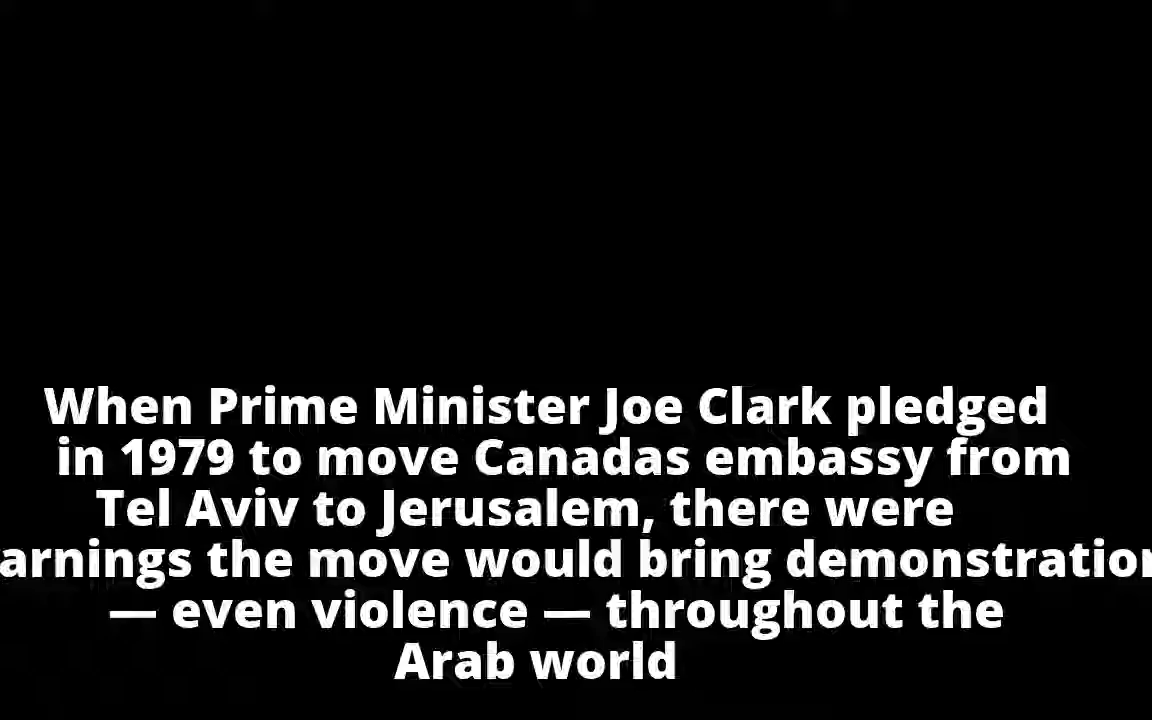 When Prime Minister Joe Clark pledged
in 1979 to move Canadas embassy from
Tel Aviv to Jerusalem, there were
arnings the move would bring demonstration
— even violence — throughout the
Arab world